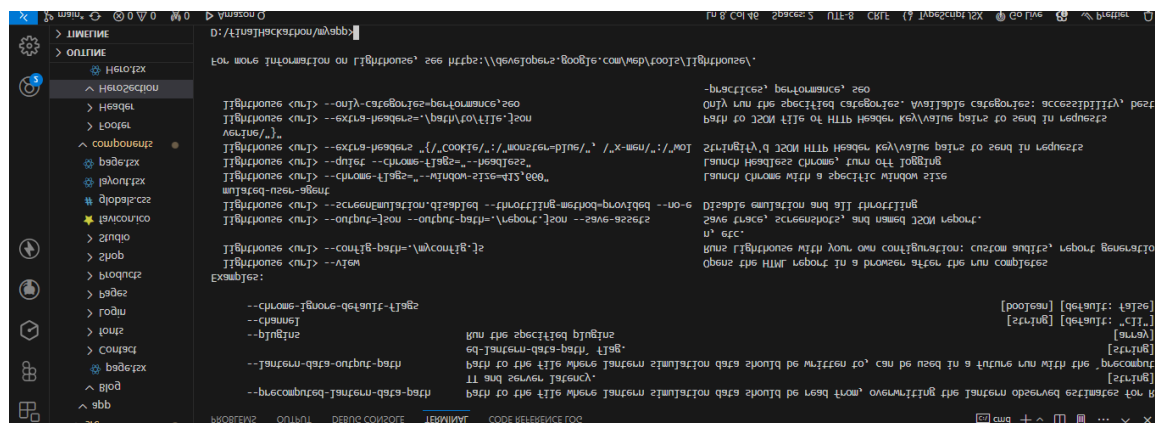 PROBLEMS OUTPUT DEBUG CONSOLE TERMINAL CODE REFERENCE LOG cmd
app
Blog
page.tsx
Contact
fonts
Login
Pages
Products
Shop
Studio
favicon.ico
globals.css
layout.tsx
page.tsx
components
Footer
Header
HeroSection
Hero.tsx
OUTLINE
TIMELINE
2
--precomputed-lantern-data-path Path to the file where lantern simulation data should be read from, overwriting the lantern observed estimates for R
TT and server latency. [string]
--lantern-data-output-path Path to the file where lantern simulation data should be written to, can be used in a future run with the `precomput
ed-lantern-data-path` flag. [string]
--plugins Run the specified plugins [array]
--channel [string] [default: "cli"]
--chrome-ignore-default-flags [boolean] [default: false]
Examples:
lighthouse <url> --view Opens the HTML report in a browser after the run completes
lighthouse <url> --config-path=./myconfig.js Runs Lighthouse with your own configuration: custom audits, report generatio
n, etc.
lighthouse <url> --output=json --output-path=./report.json --save-assets Save trace, screenshots, and named JSON report.
lighthouse <url> --screenEmulation.disabled --throttling-method=provided --no-e Disable emulation and all throttling
mulated-user-agent
lighthouse <url> --chrome-flags="--window-size=412,660" Launch Chrome with a specific window size
lighthouse <url> --quiet --chrome-flags="--headless" Launch Headless Chrome, turn off logging
lighthouse <url> --extra-headers "{\"Cookie\":\"monster=blue\", \"x-men\":\"wol Stringify'd JSON HTTP Header key/value pairs to send in requests
verine\"}"
lighthouse <url> --extra-headers=./path/to/file.json Path to JSON file of HTTP Header key/value pairs to send in requests
lighthouse <url> --only-categories=performance,seo Only run the specified categories. Available categories: accessibility, best
-practices, performance, seo
For more information on Lighthouse, see https://developers.google.com/web/tools/lighthouse/.
D:\finalHackathon\myapp>
main* 0 0 0 Amazon Q Ln 8, Col 46 Spaces: 2 UTF-8 CRLF {} TypeScript JSX Go Live Prettier